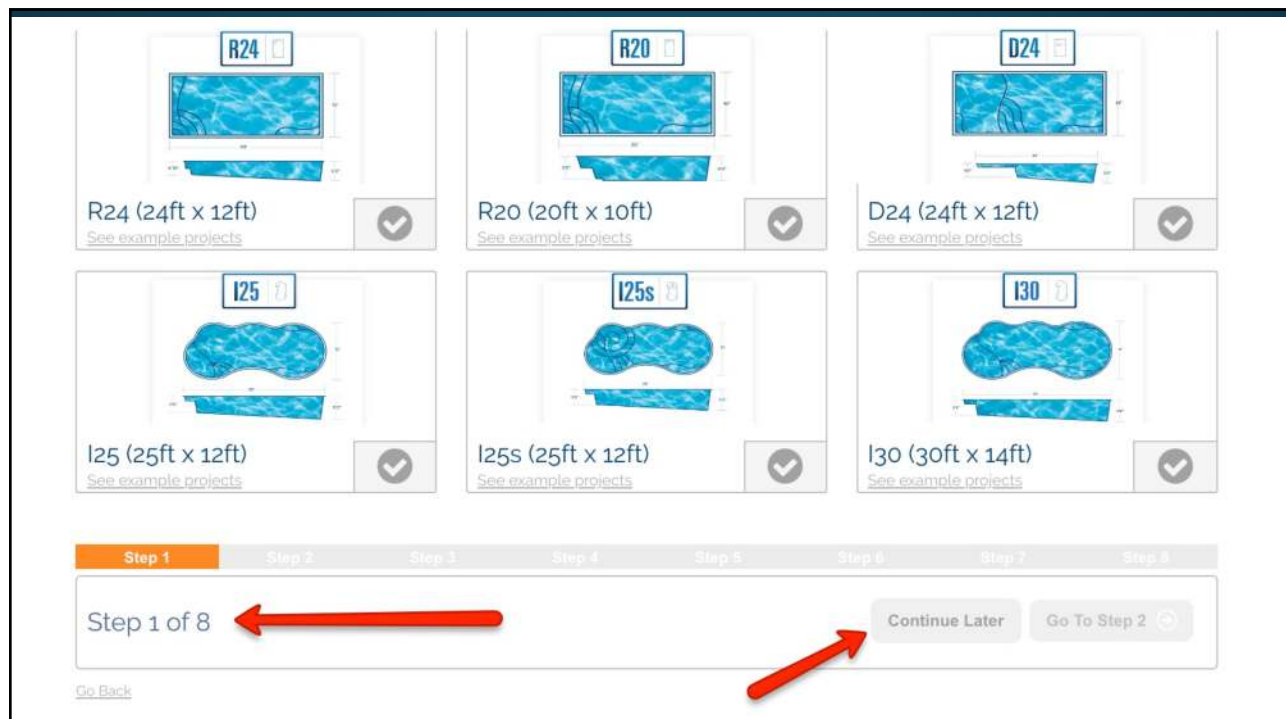 R24
R20
D24
R24 (24ft x 12ft)
See example projects
R20 (20ft x 10ft)
See example projects
D24 (24ft x 12ft)
See example projects
I25
I25s
I30
I25 (25ft x 12ft)
See example projects
I25s (25ft x 12ft)
See example projects
I30 (30ft x 14ft)
See example projects
Step 1 Step 2 Step 3 Step 4 Step 5 Step 6 Step 7 Step 8
Step 1 of 8
Continue Later
Go To Step 2
Go Back